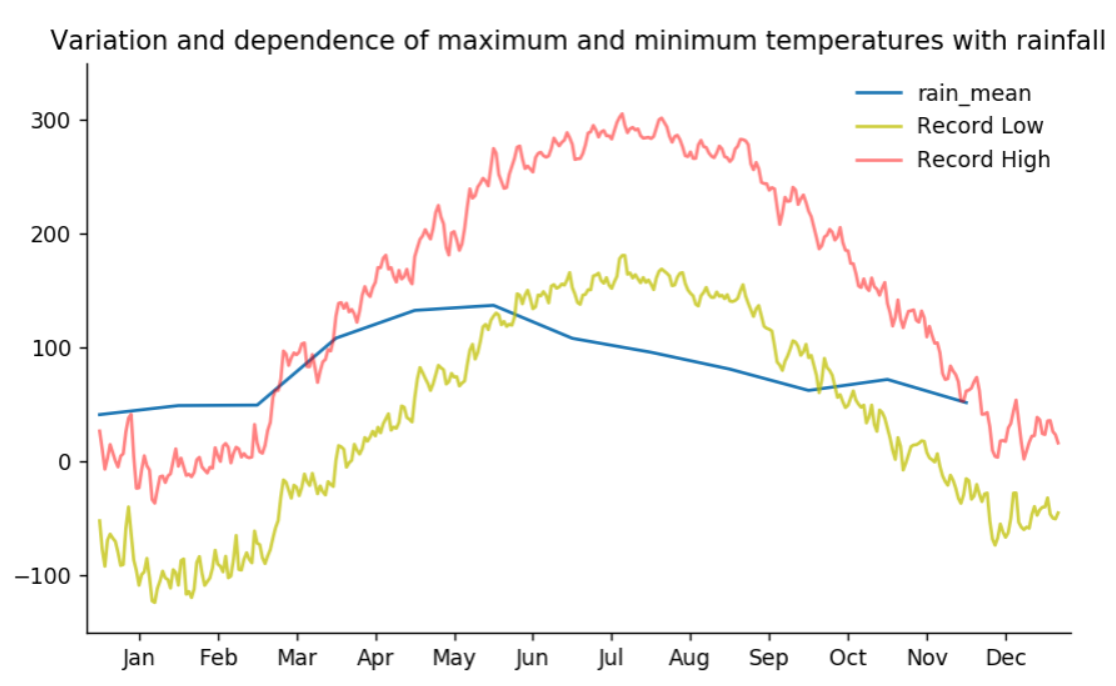 Variation and dependence of maximum and minimum temperatures with rainfall
rain_mean
Record Low
Record High
300
200
100
0
−100
Jan Feb Mar Apr May Jun Jul Aug Sep Oct Nov Dec